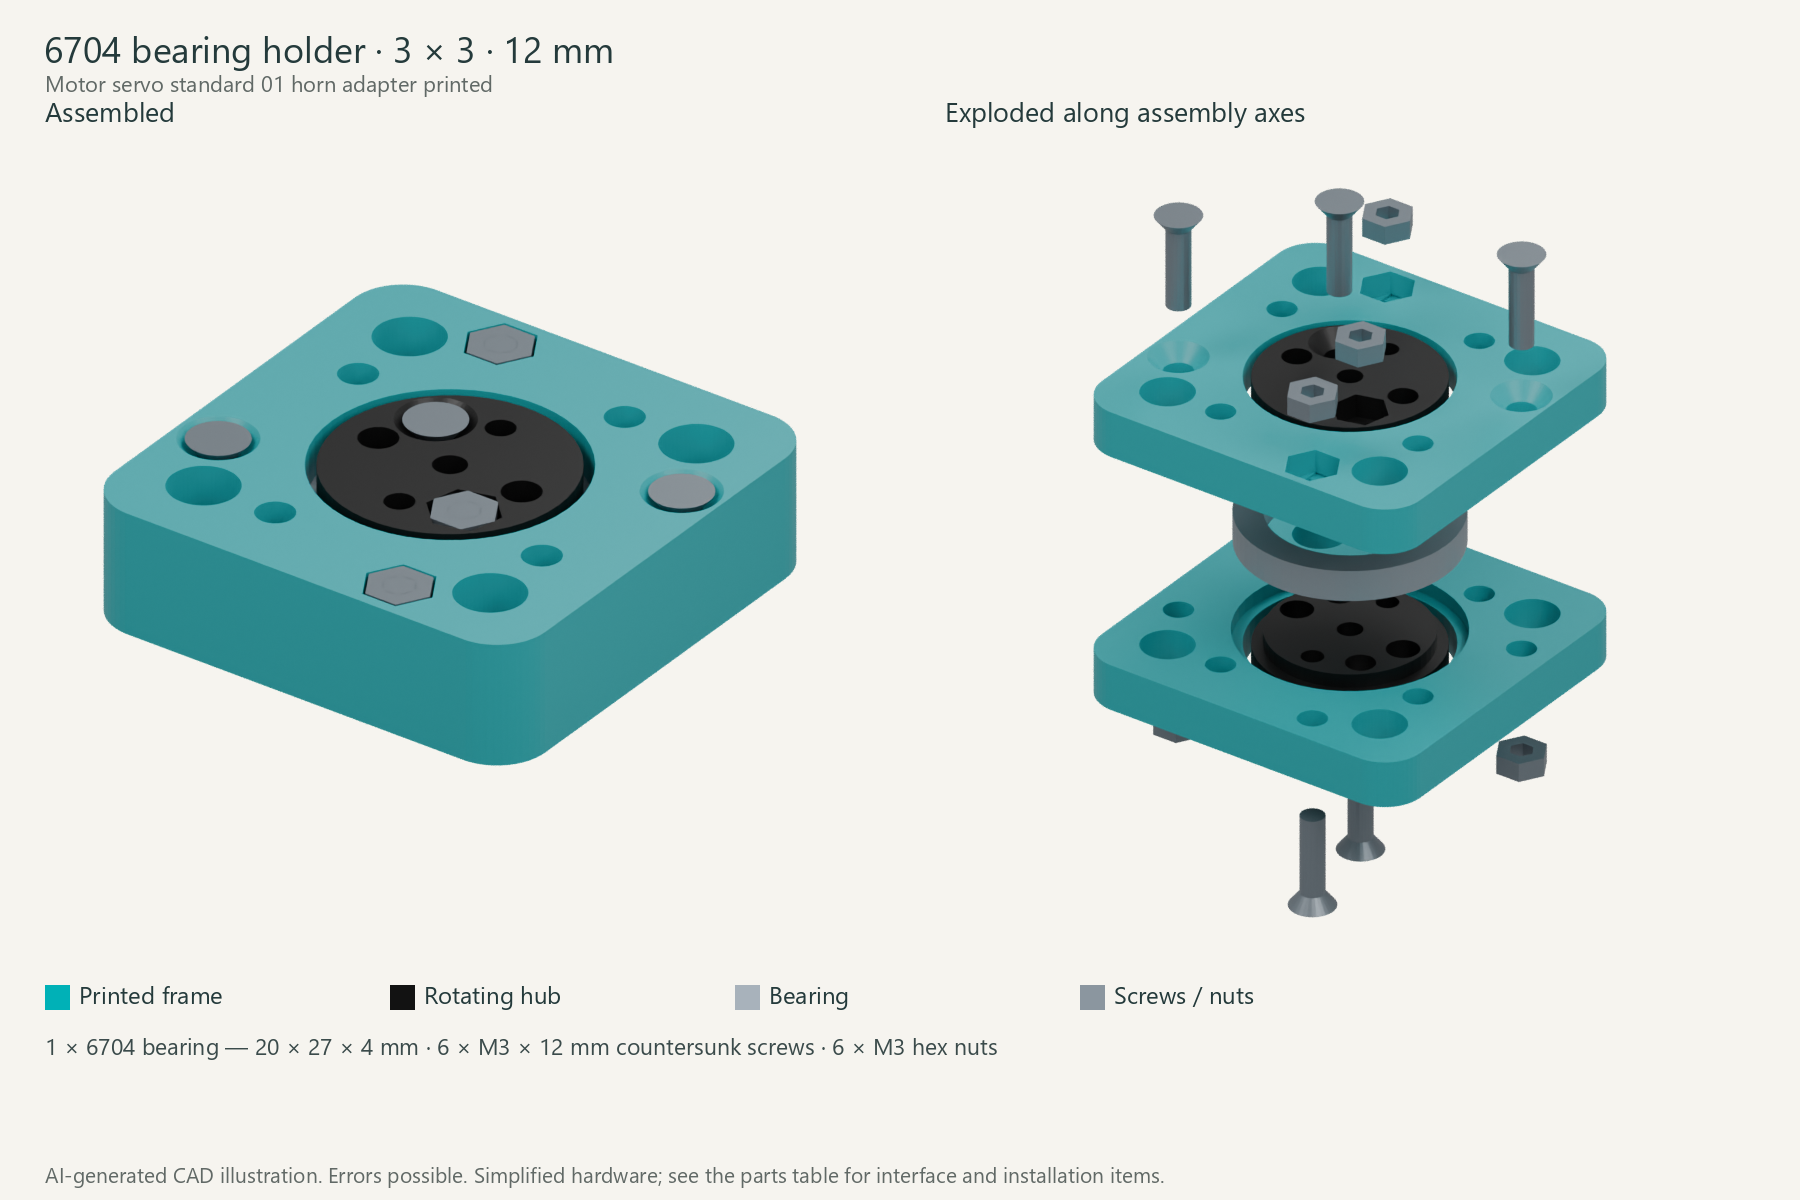 6704 bearing holder · 3 × 3 · 12 mm
Motor servo standard 01 horn adapter printed
Assembled
Exploded along assembly axes
Printed frame
Rotating hub
Bearing
Screws / nuts
1 × 6704 bearing — 20 × 27 × 4 mm · 6 × M3 × 12 mm countersunk screws · 6 × M3 hex nuts
AI-generated CAD illustration. Errors possible. Simplified hardware; see the parts table for interface and installation items.